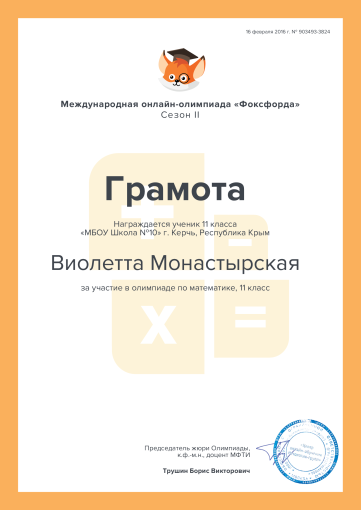 16 февраля 2016 г. № 903493-3824
Международная онлайн-олимпиада «Фоксфорда»
Сезон II
Грамота
Награждается ученик 11 класса
«МБОУ Школа №10» г. Керчь, Республика Крым
Виолетта Монастырская
за участие в олимпиаде по математике, 11 класс
Председатель жюри Олимпиады,
к.ф.-м.н., доцент МФТИ
Трушин Борис Викторович